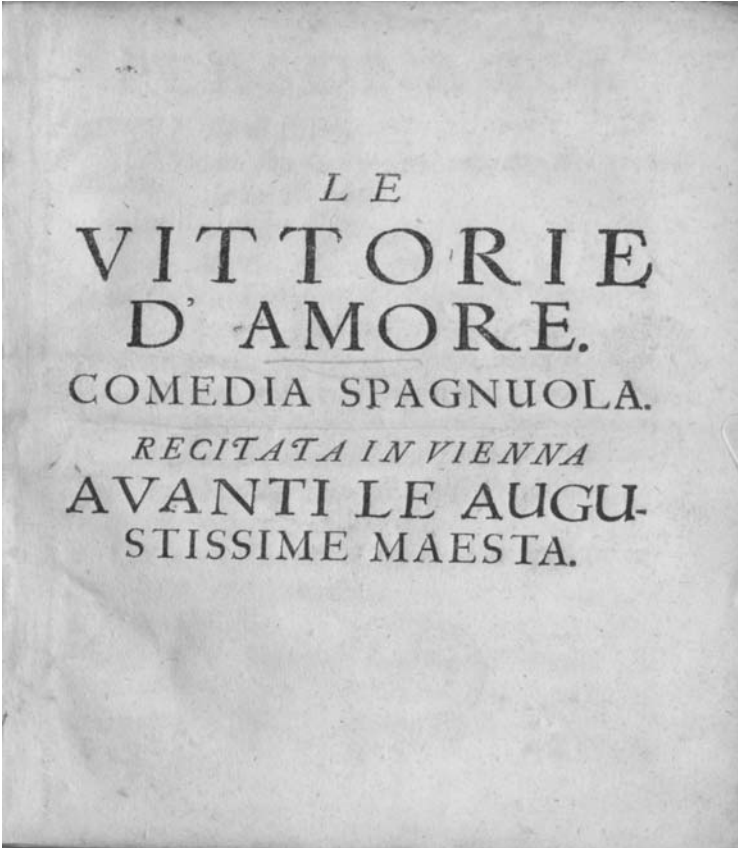 LE
VITTORIE
D' AMORE.
COMEDIA SPAGNUOLA.
RECITATA IN VIENNA
AVANTI LE AUGU-
STISSIME MAESTA.